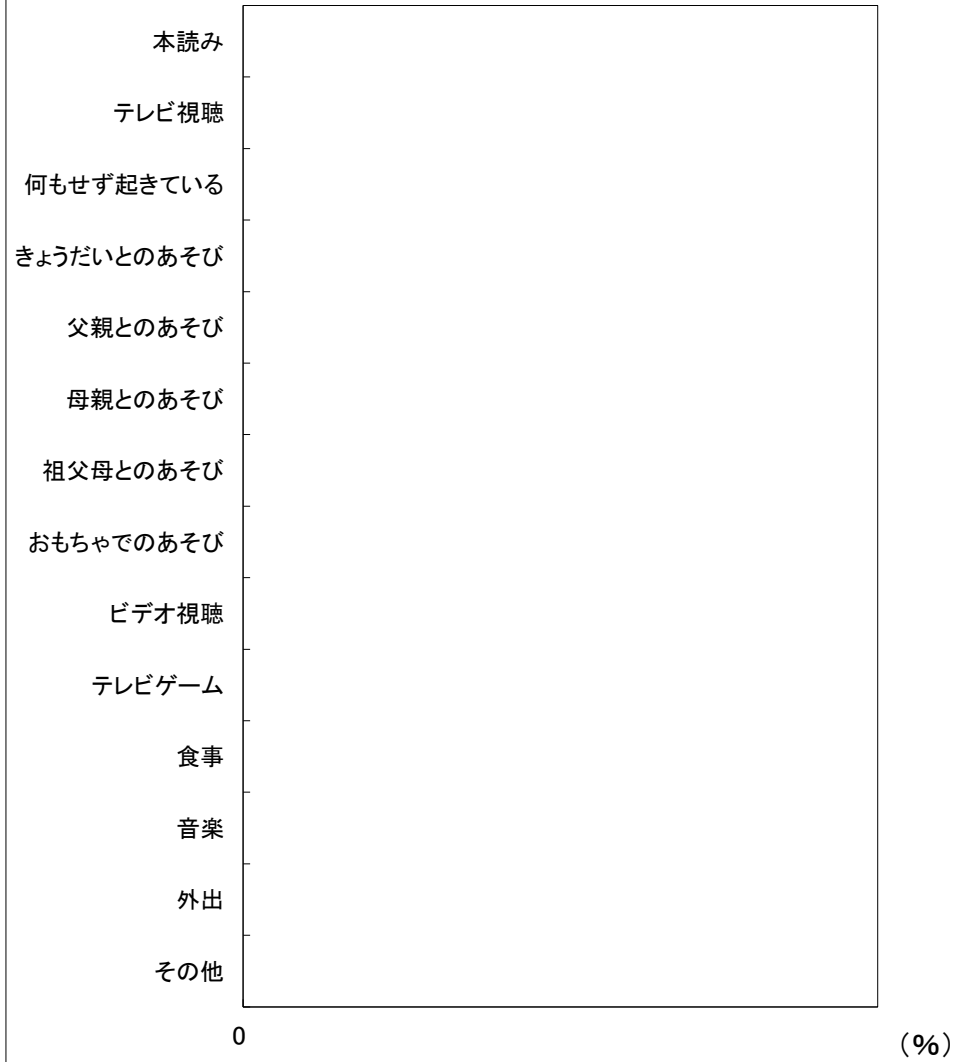 本読み
テレビ視聴
何もせず起きている
きょうだいとのあそび
父親とのあそび
母親とのあそび
祖父母とのあそび
おもちゃでのあそび
ビデオ視聴
テレビゲーム
食事
音楽
外出
その他
0
（%）